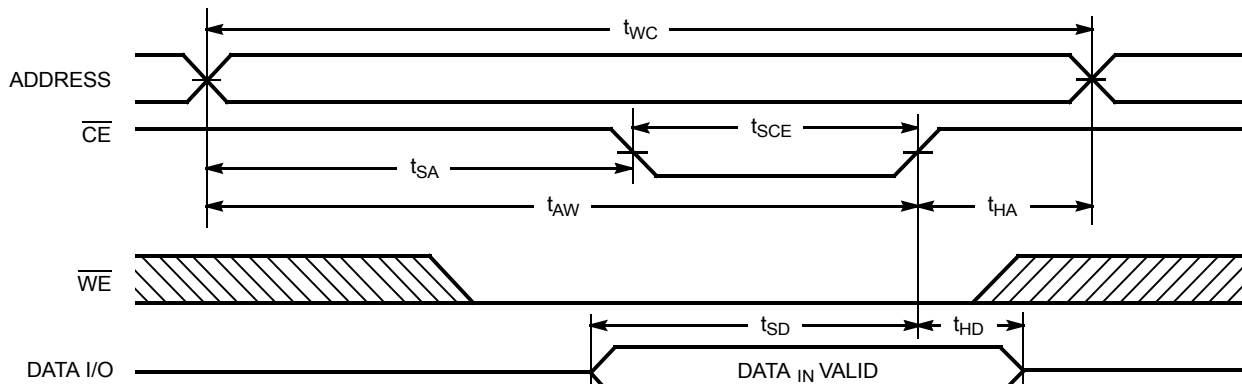 tWC
ADDRESS
CE
tSCE
tSA
tAW
tHA
WE
tSD
tHD
DATA I/O
DATA IN VALID